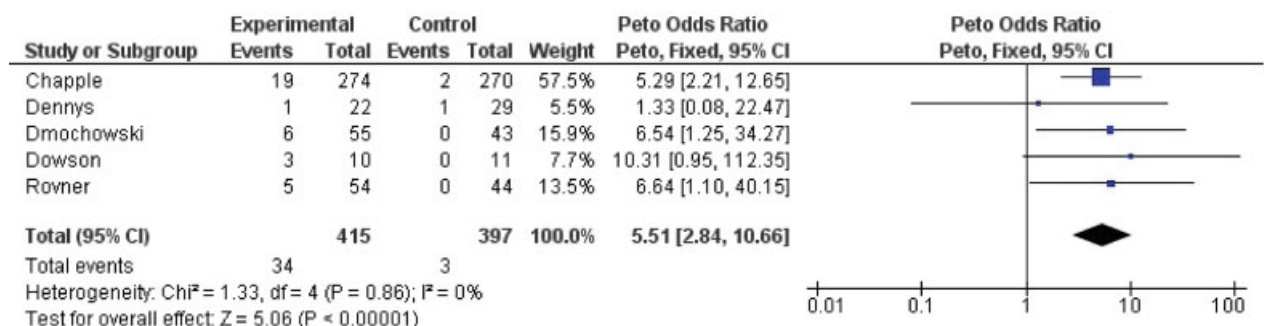 Experimental Control Peto Odds Ratio Peto Odds Ratio
Study or Subgroup Events Total Events Total Weight Peto, Fixed, 95% CI Peto, Fixed, 95% CI
Chapple 19 274 2 270 57.5% 5.29 [2.21, 12.65]
Dennys 1 22 1 29 5.5% 1.33 [0.08, 22.47]
Dmochowski 6 55 0 43 15.9% 6.54 [1.25, 34.27]
Dowson 3 10 0 11 7.7% 10.31 [0.95, 112.35]
Rovner 5 54 0 44 13.5% 6.64 [1.10, 40.15]
Total (95% CI) 415 397 100.0% 5.51 [2.84, 10.66]
Total events 34 3
Heterogeneity: Chi² = 1.33, df = 4 (P = 0.86); I² = 0%
Test for overall effect: Z = 5.06 (P < 0.00001)
0.01 0.1 1 10 100